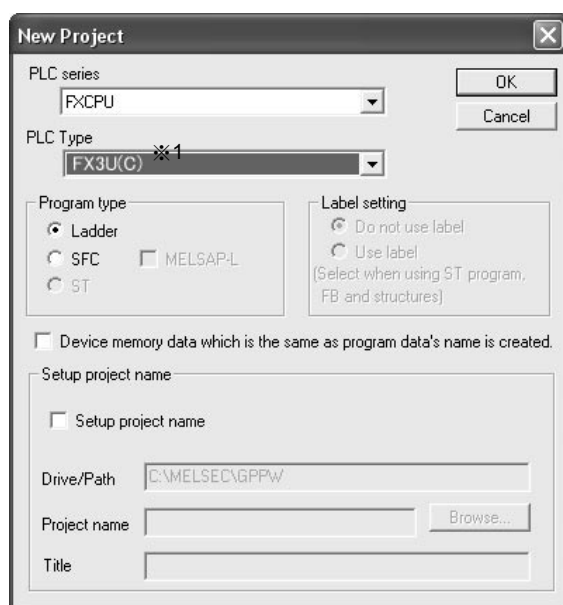 New Project
PLC series
FXCPU
OK
Cancel
PLC Type
FX3U(C) ※1
Program type
Ladder
SFC
MELSAP-L
ST
Label setting
Do not use label
Use label
(Select when using ST program,
FB and structures)
Device memory data which is the same as program data's name is created.
Setup project name
Setup project name
Drive/Path
C:\MELSEC\GPPW
Project name
Browse...
Title